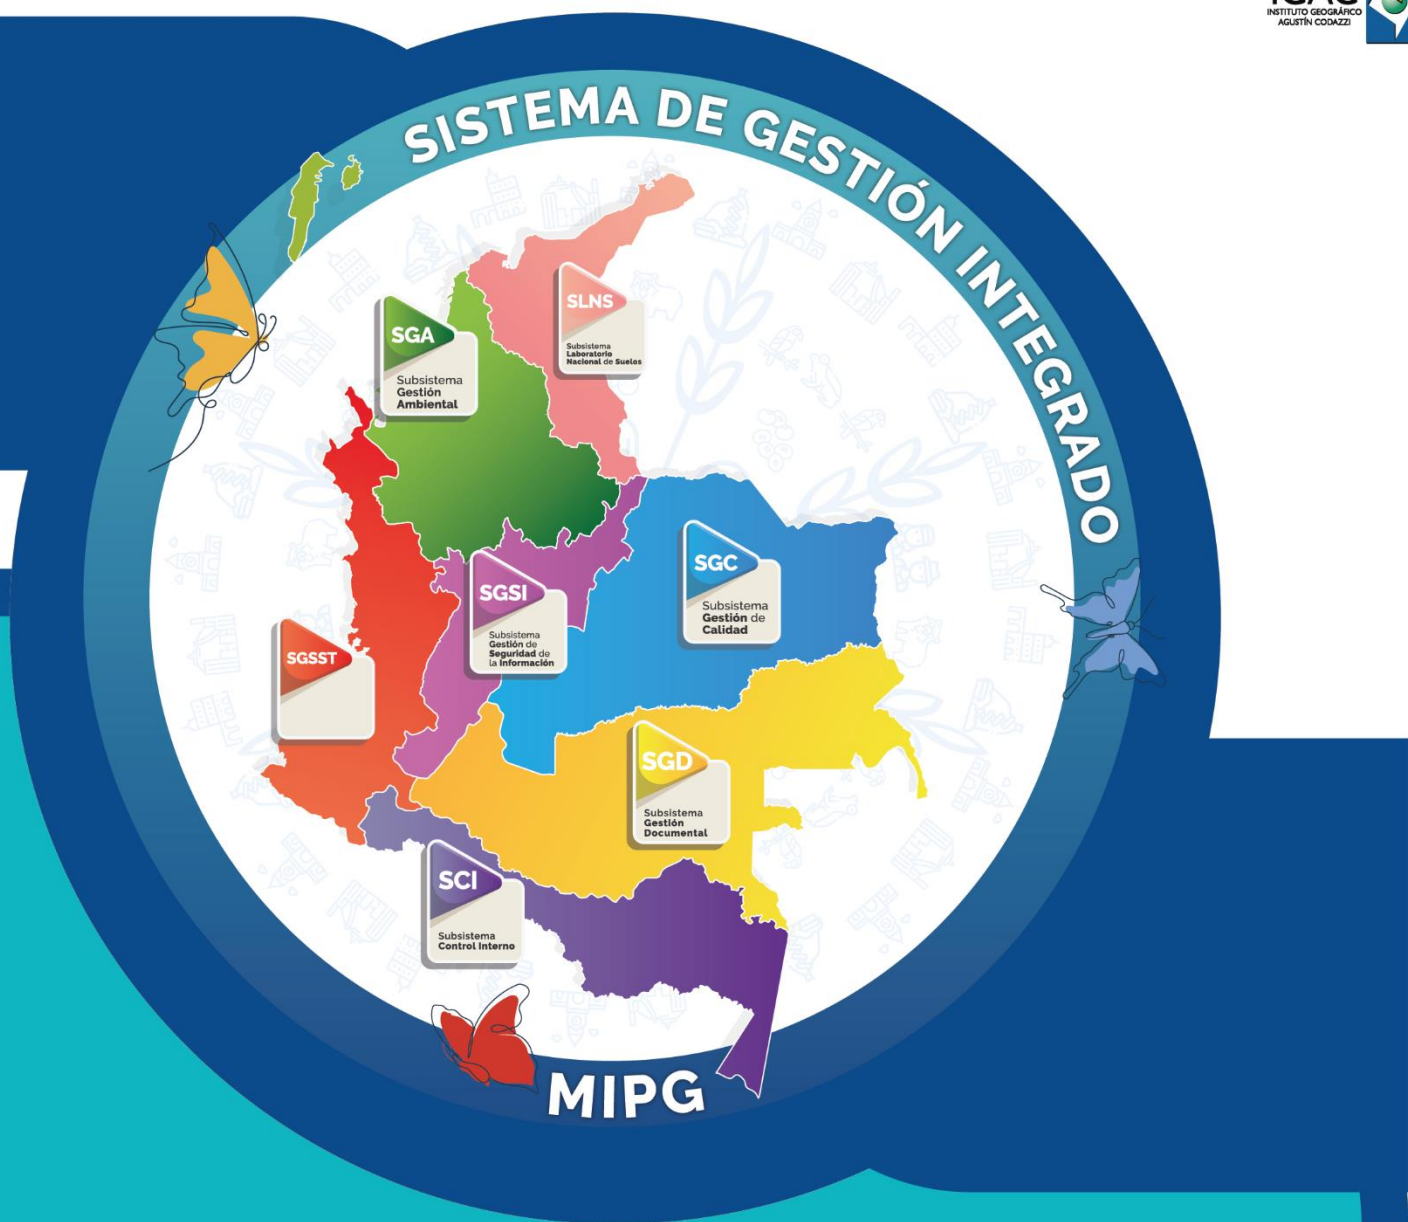 INSTITUTO GEOGRÁFICO
AGUSTÍN CODAZZI
SISTEMA DE GESTIÓN INTEGRADO
SLNS
Subsistema
Laboratorio
Nacional de Suelos
SGA
Subsistema
Gestión
Ambiental
SGC
Subsistema
Gestión de
Calidad
SGSI
Subsistema
Gestión de
Seguridad de
la Información
SGSST
SGD
Subsistema
Gestión
Documental
SCI
Subsistema
Control Interno
MIPG